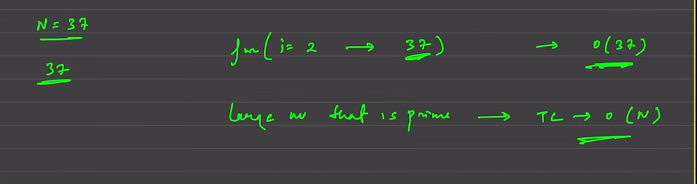 N = 37
for ( i = 2 → 37 ) → O(37)
37
large no that is prime → TC → O(N)